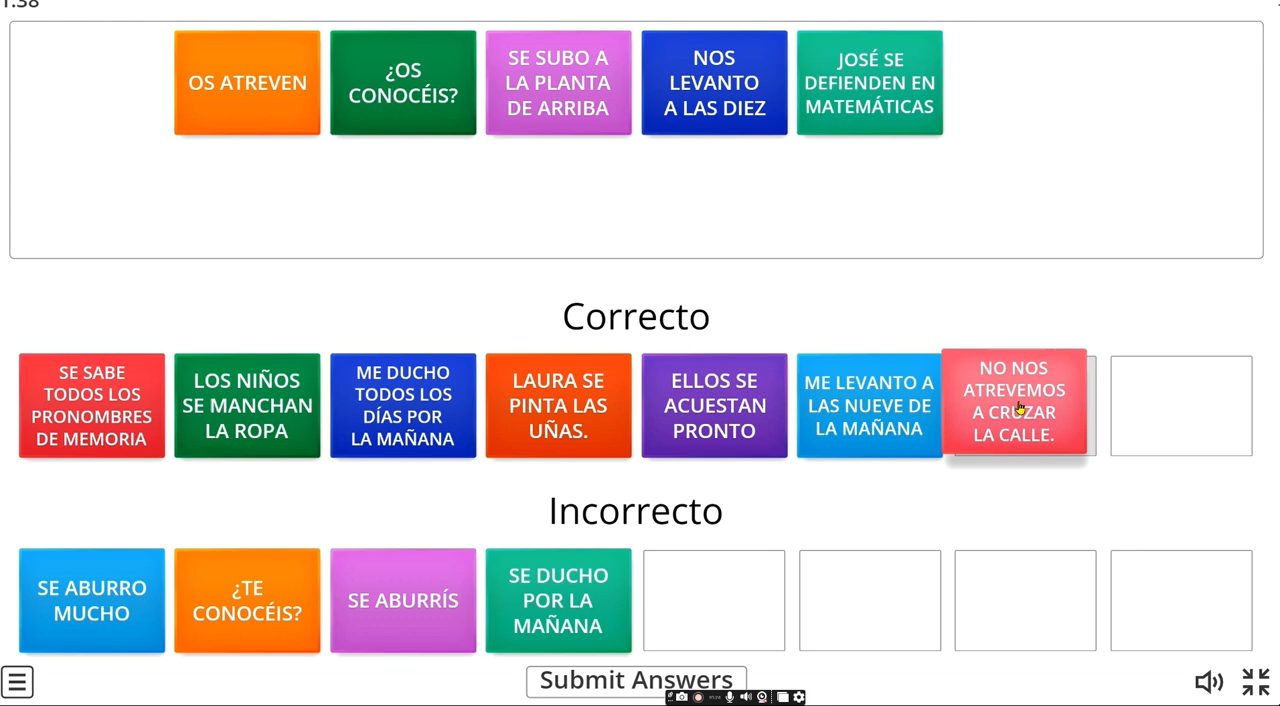 1:38
OS ATREVEN
¿OS
CONOCÉIS?
SE SUBO A
LA PLANTA
DE ARRIBA
NOS
LEVANTO
A LAS DIEZ
JOSÉ SE
DEFIENDEN EN
MATEMÁTICAS
Correcto
SE SABE
TODOS LOS
PRONOMBRES
DE MEMORIA
LOS NIÑOS
SE MANCHAN
LA ROPA
ME DUCHO
TODOS LOS
DÍAS POR
LA MAÑANA
LAURA SE
PINTA LAS
UÑAS.
ELLOS SE
ACUESTAN
PRONTO
ME LEVANTO A
LAS NUEVE DE
LA MAÑANA
NO NOS
ATREVEMOS
A CRUZAR
LA CALLE.
Incorrecto
SE ABURRO
MUCHO
¿TE
CONOCÉIS?
SE ABURRÍS
SE DUCHO
POR LA
MAÑANA
Submit Answers